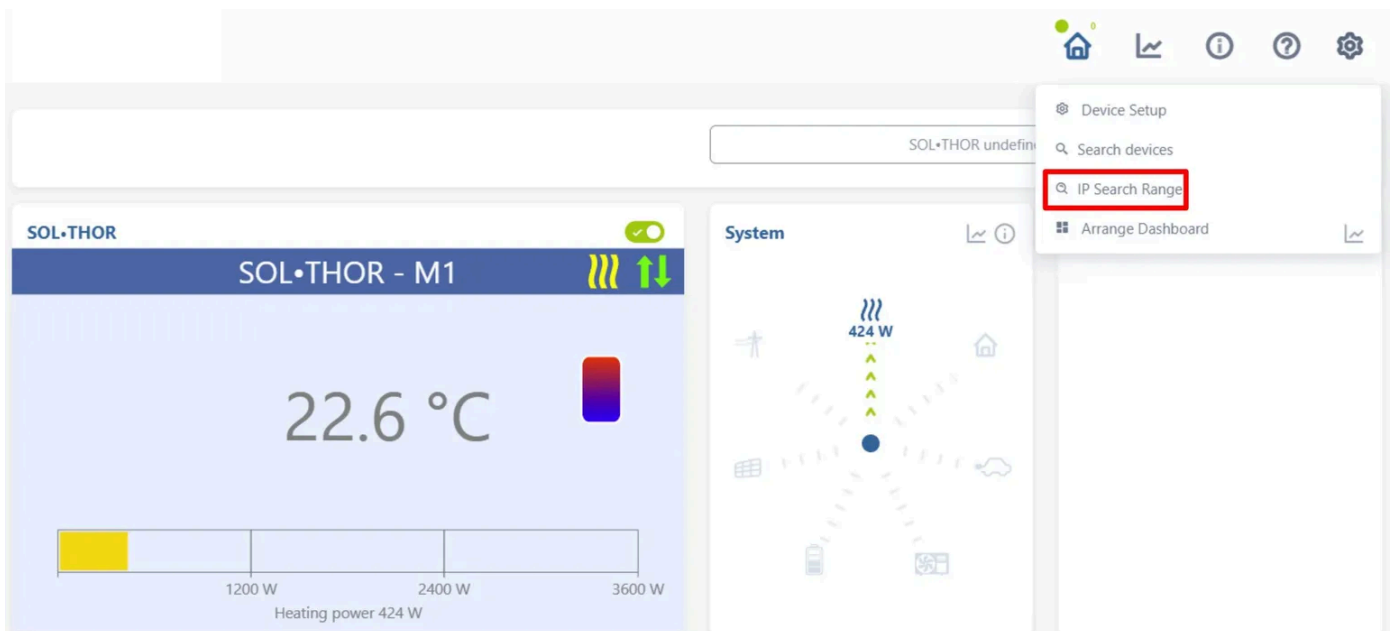 0
Device Setup
Search devices
IP Search Range
Arrange Dashboard
SOL•THOR undefin
SOL•THOR
SOL•THOR - M1
22.6 °C
1200 W 2400 W 3600 W
Heating power 424 W
System
424 W